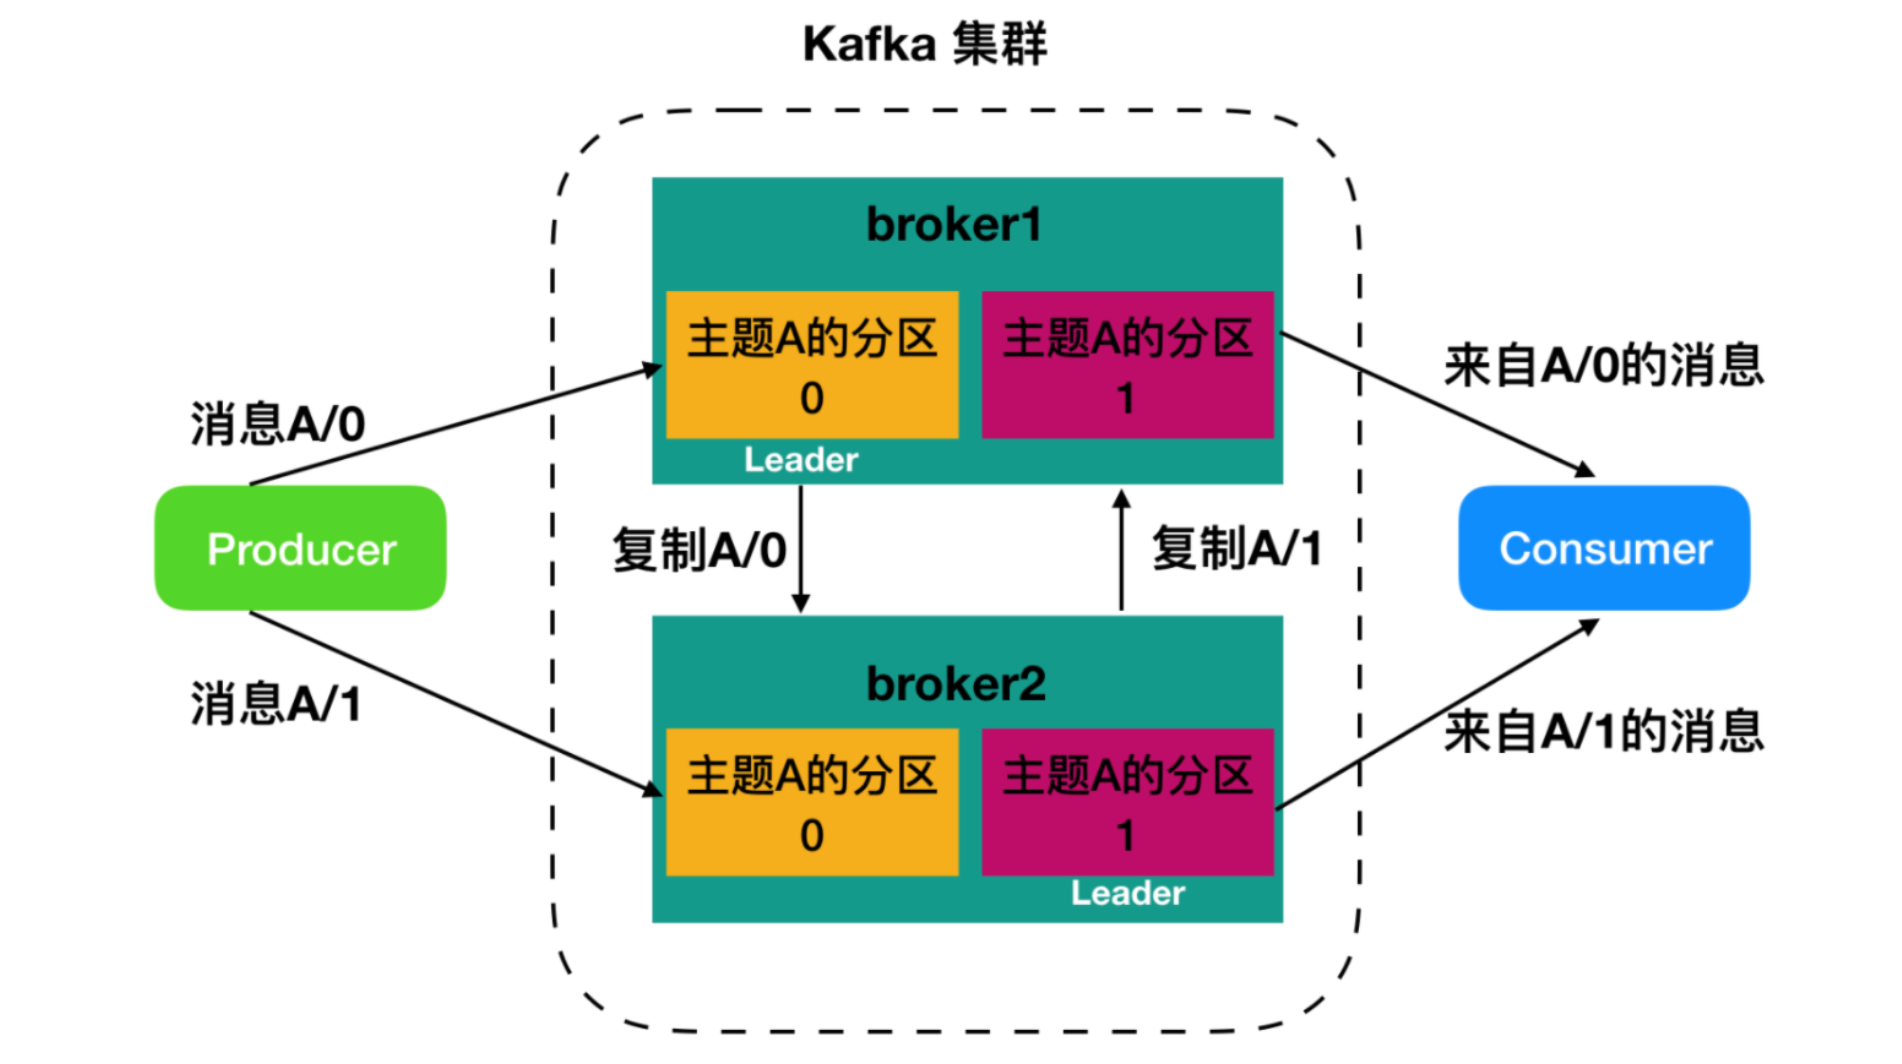 Kafka 集群
broker1
主题A的分区
0
主题A的分区
1
Leader
消息A/0
来自A/0的消息
Producer
复制A/0
复制A/1
Consumer
消息A/1
来自A/1的消息
broker2
主题A的分区
0
主题A的分区
1
Leader